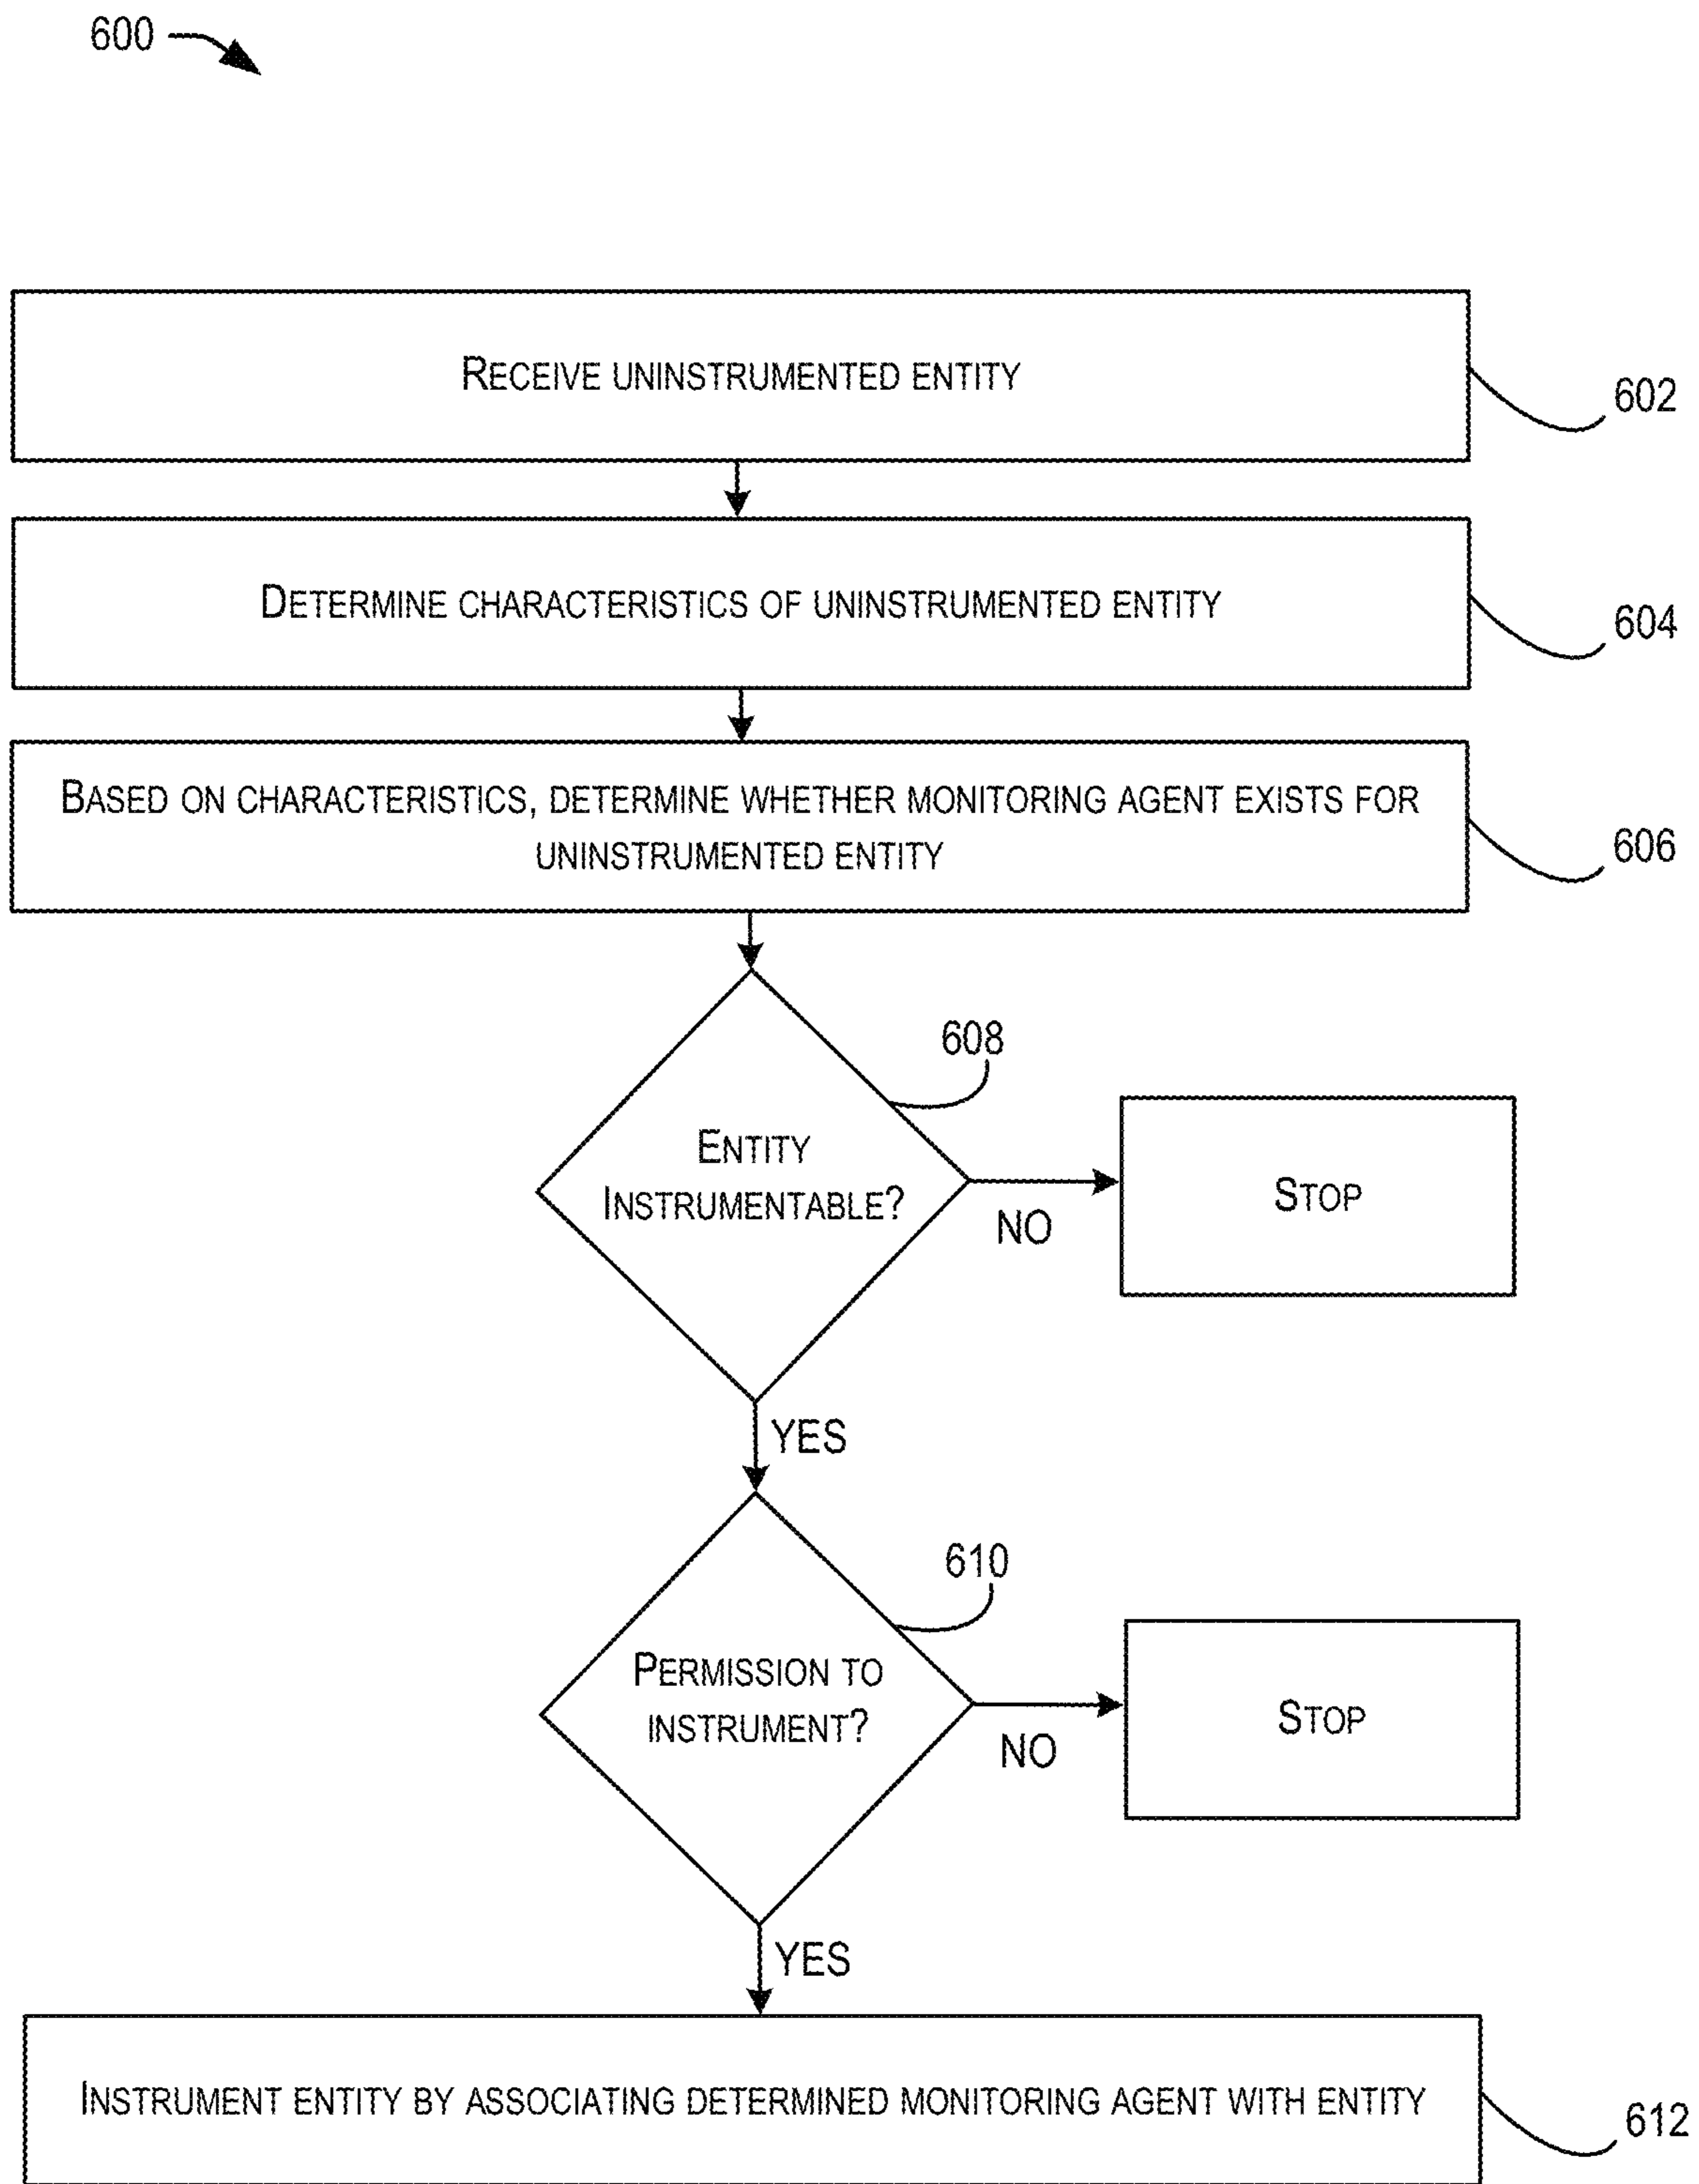 600
RECEIVE UNINSTRUMENTED ENTITY
602
DETERMINE CHARACTERISTICS OF UNINSTRUMENTED ENTITY
604
BASED ON CHARACTERISTICS, DETERMINE WHETHER MONITORING AGENT EXISTS FOR
UNINSTRUMENTED ENTITY
606
608
ENTITY
INSTRUMENTABLE?
NO
STOP
YES
610
PERMISSION TO
INSTRUMENT?
NO
STOP
YES
INSTRUMENT ENTITY BY ASSOCIATING DETERMINED MONITORING AGENT WITH ENTITY
612